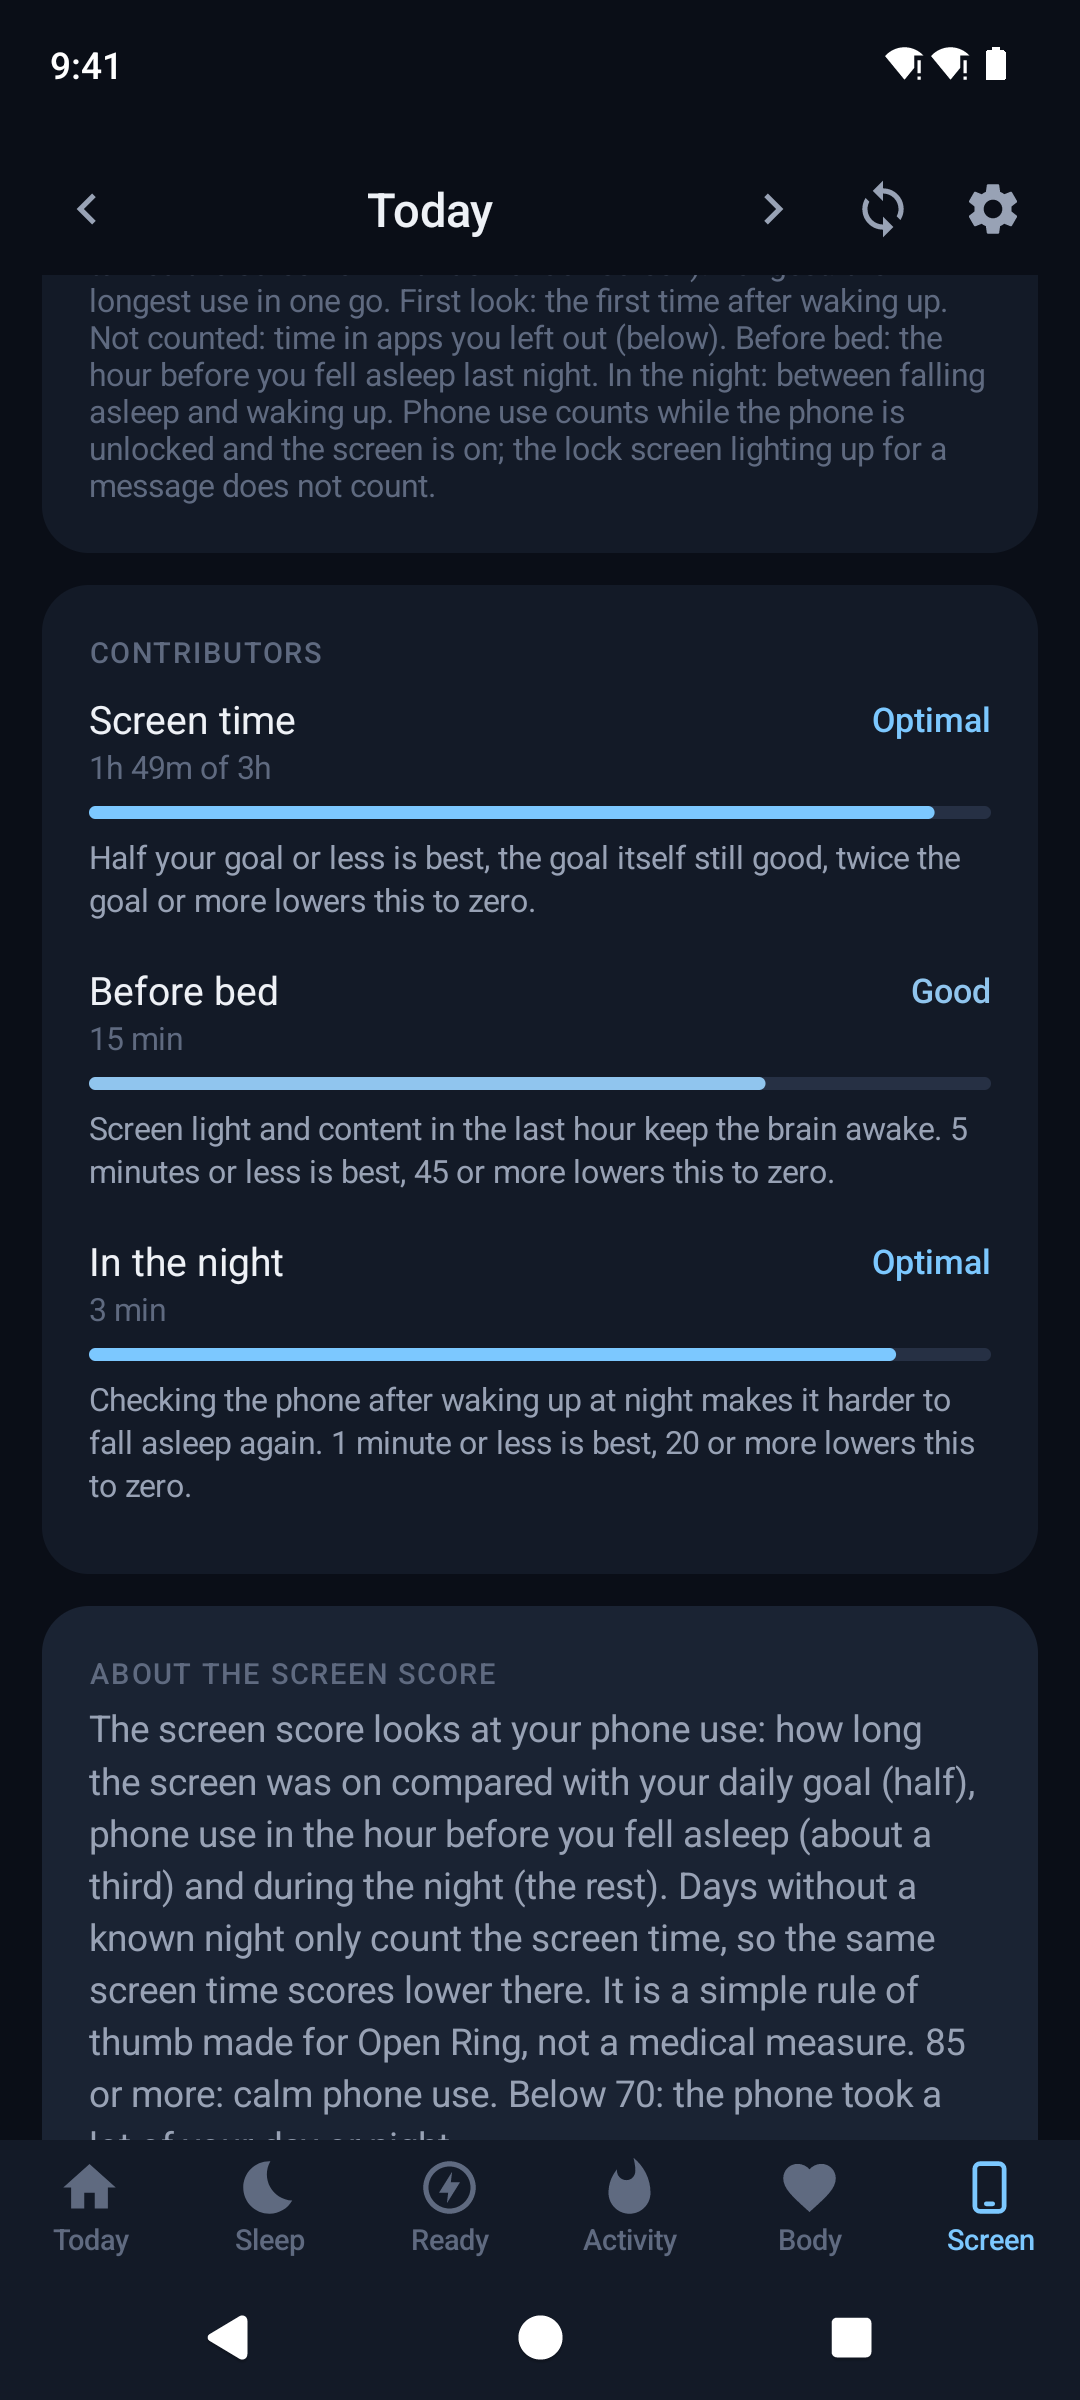 9:41
Today
longest use in one go. First look: the first time after waking up.
Not counted: time in apps you left out (below). Before bed: the
hour before you fell asleep last night. In the night: between falling
asleep and waking up. Phone use counts while the phone is
unlocked and the screen is on; the lock screen lighting up for a
message does not count.
CONTRIBUTORS
Screen time
Optimal
1h 49m of 3h
Half your goal or less is best, the goal itself still good, twice the
goal or more lowers this to zero.
Before bed
Good
15 min
Screen light and content in the last hour keep the brain awake. 5
minutes or less is best, 45 or more lowers this to zero.
In the night
Optimal
3 min
Checking the phone after waking up at night makes it harder to
fall asleep again. 1 minute or less is best, 20 or more lowers this
to zero.
ABOUT THE SCREEN SCORE
The screen score looks at your phone use: how long
the screen was on compared with your daily goal (half),
phone use in the hour before you fell asleep (about a
third) and during the night (the rest). Days without a
known night only count the screen time, so the same
screen time scores lower there. It is a simple rule of
thumb made for Open Ring, not a medical measure. 85
or more: calm phone use. Below 70: the phone took a
lot of your day or night.
Today
Sleep
Ready
Activity
Body
Screen